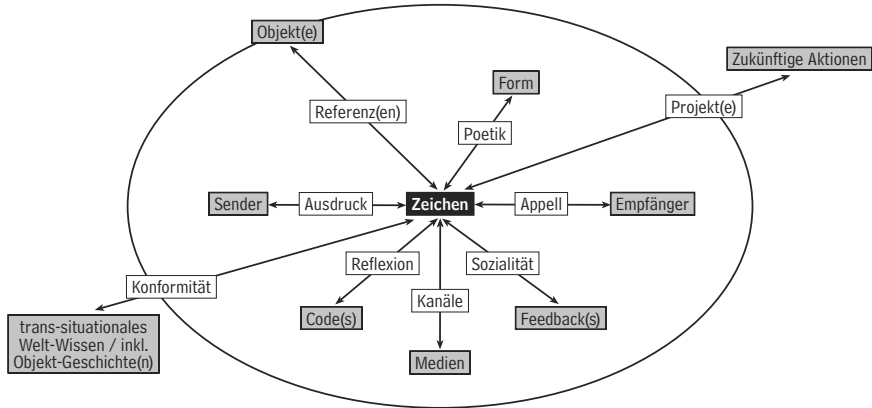 Objekt(e)
Zukünftige Aktionen
Form
Projekt(e)
Referenz(en)
Poetik
Sender
Ausdruck
Zeichen
Appell
Empfänger
Reflexion
Sozialität
Konformität
Kanäle
Code(s)
Feedback(s)
trans-situationales
Welt-Wissen / inkl.
Objekt-Geschichte(n)
Medien